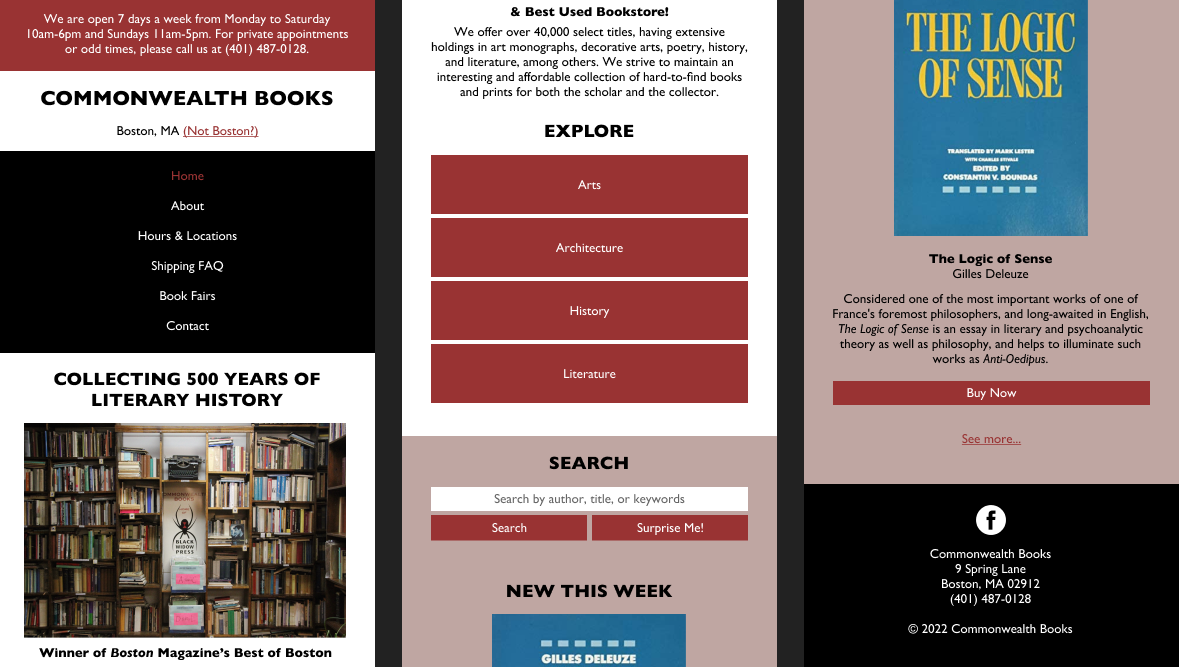 We are open 7 days a week from Monday to Saturday
10am-6pm and Sundays 11am-5pm. For private appointments
or odd times, please call us at (401) 487-0128.
COMMONWEALTH BOOKS
Boston, MA (Not Boston?)
Home
About
Hours & Locations
Shipping FAQ
Book Fairs
Contact
COLLECTING 500 YEARS OF
LITERARY HISTORY
BLACK
WIDOW
PRESS
Winner of Boston Magazine's Best of Boston
& Best Used Bookstore!
We offer over 40,000 select titles, having extensive
holdings in art monographs, decorative arts, poetry, history,
and literature, among others. We strive to maintain an
interesting and affordable collection of hard-to-find books
and prints for both the scholar and the collector.
EXPLORE
Arts
Architecture
History
Literature
SEARCH
Search by author, title, or keywords
Search
Surprise Me!
NEW THIS WEEK
GILLES DELEUZE
THE LOGIC
OF SENSE
TRANSLATED BY MARK LESTER
WITH CHARLES STIVALE
EDITED BY
CONSTANTIN V. BOUNDAS
The Logic of Sense
Gilles Deleuze
Considered one of the most important works of one of
France's foremost philosophers, and long-awaited in English,
The Logic of Sense is an essay in literary and psychoanalytic
theory as well as philosophy, and helps to illuminate such
works as Anti-Oedipus.
Buy Now
See more...
Commonwealth Books
9 Spring Lane
Boston, MA 02912
(401) 487-0128
© 2022 Commonwealth Books